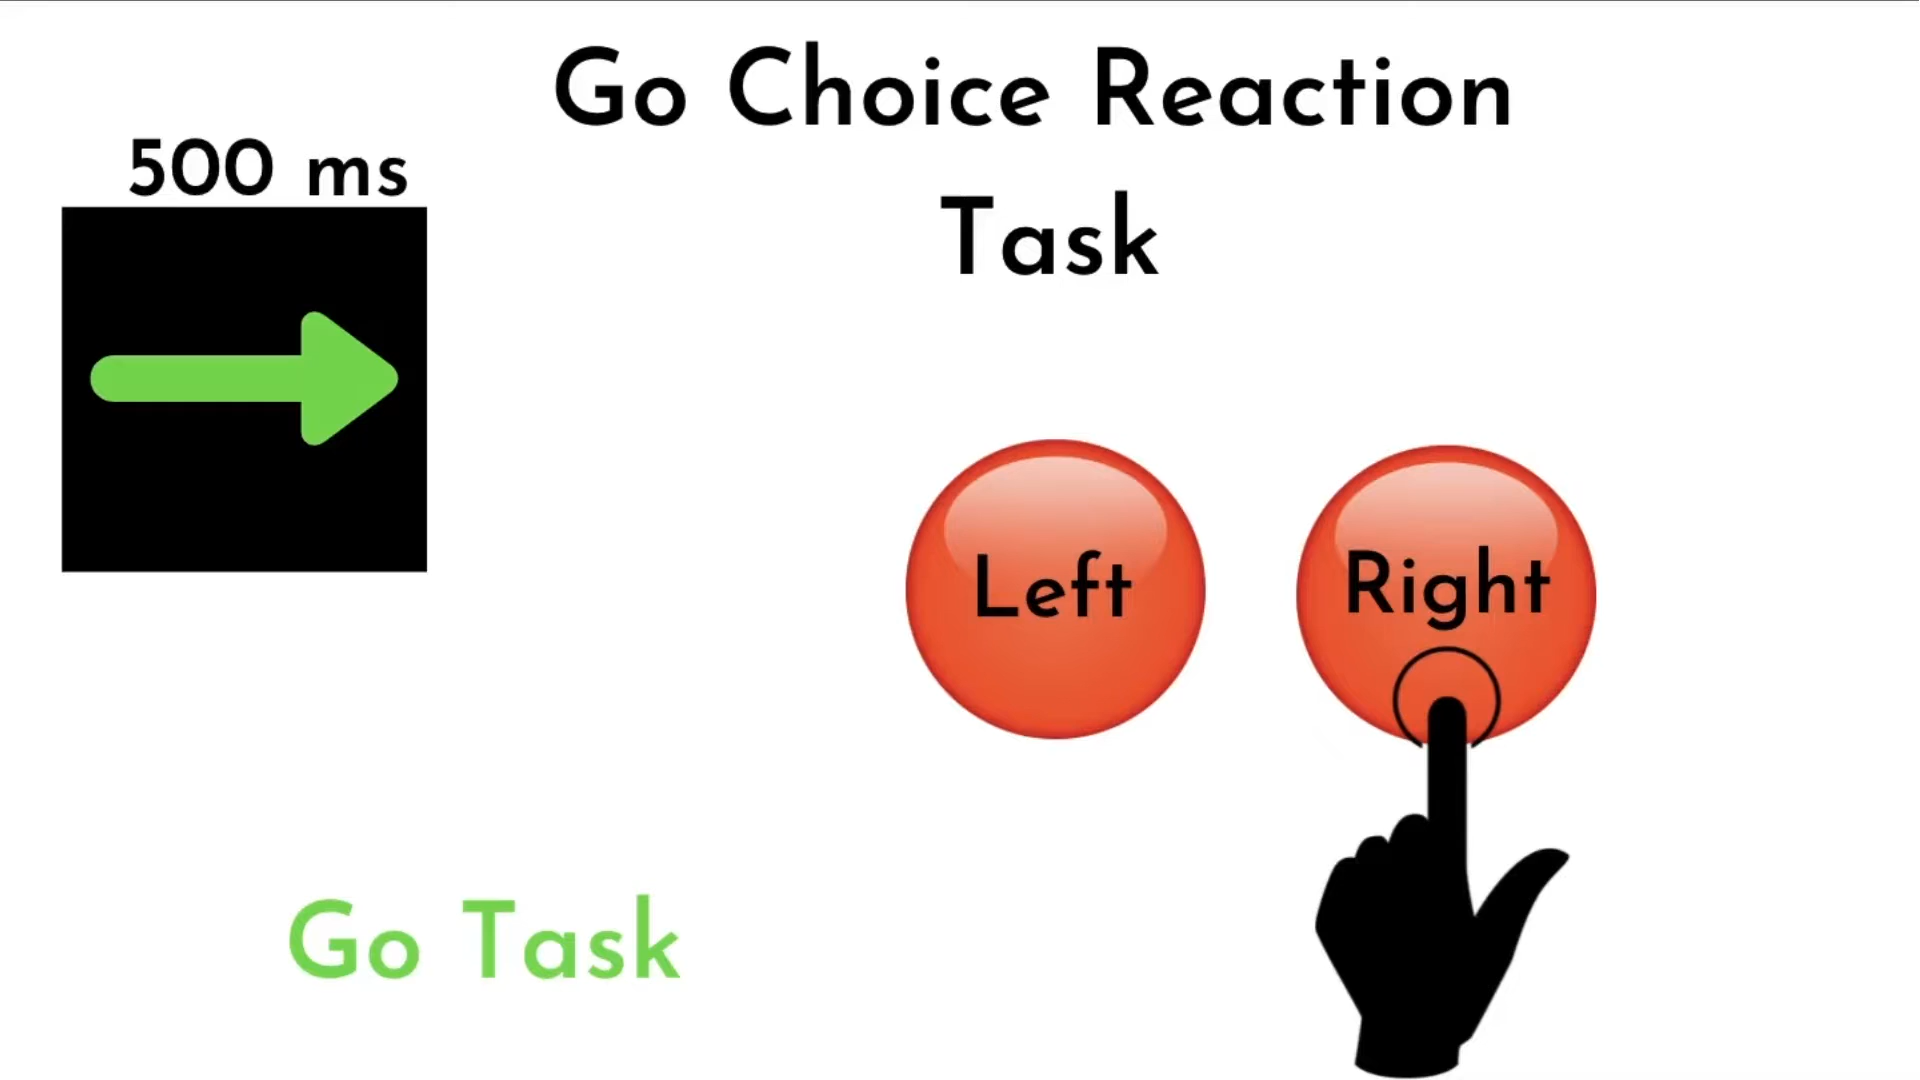 Go Choice Reaction
Task
500 ms
Left
Right
Go Task